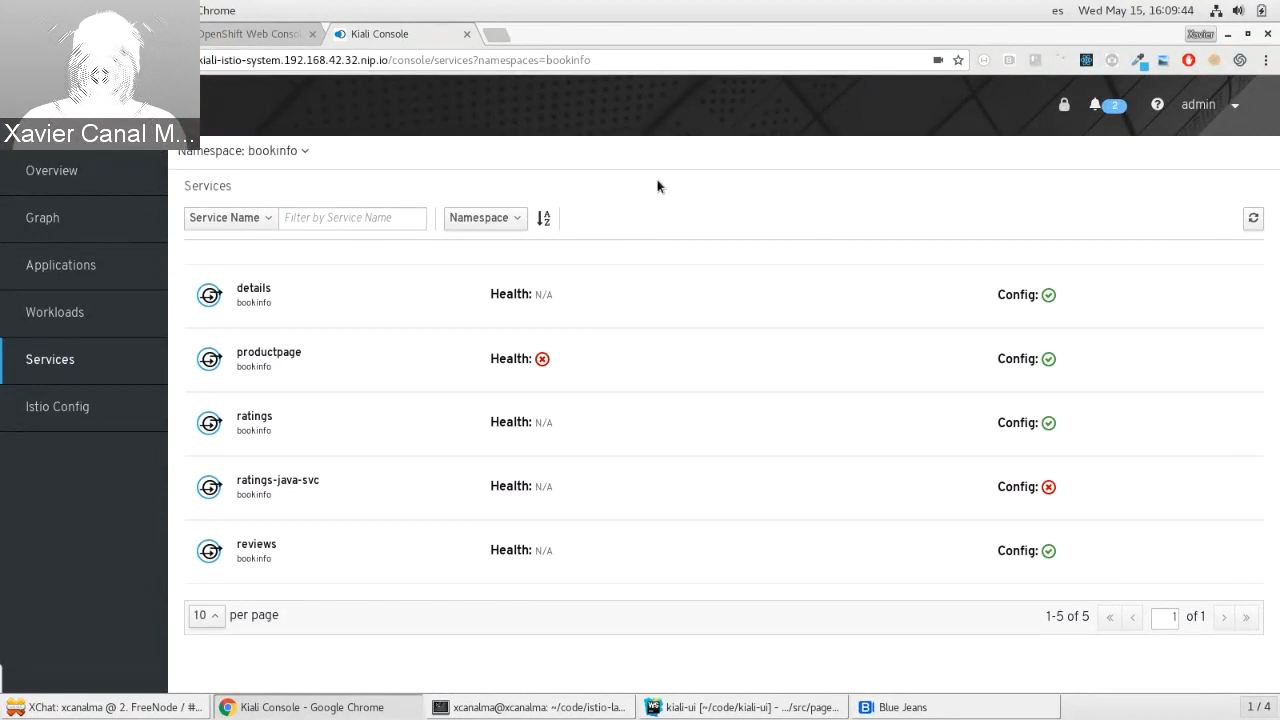 Chrome
es
Wed May 15, 16:09:44
OpenShift Web Conso
Kiali Console
Xavier
kiali-istio-system.192.168.42.32.nip.io/console/services?namespaces=bookinfo
Xavier Canal M...
2
admin
Namespace: bookinfo
Overview
Graph
Applications
Workloads
Services
Istio Config
Services
Service Name
Filter by Service Name
Namespace
details
bookinfo
Health: N/A
Config:
productpage
bookinfo
Health:
Config:
ratings
bookinfo
Health: N/A
Config:
ratings-java-svc
bookinfo
Health: N/A
Config:
reviews
bookinfo
Health: N/A
Config:
10 per page
1-5 of 5
1 of 1
XChat: xcanalma @ 2. FreeNode / #...
Kiali Console - Google Chrome
xcanalma@xcanalma: ~/code/istio-la...
kiali-ui [~/code/kiali-ui] - .../src/page...
Blue Jeans
1 / 4